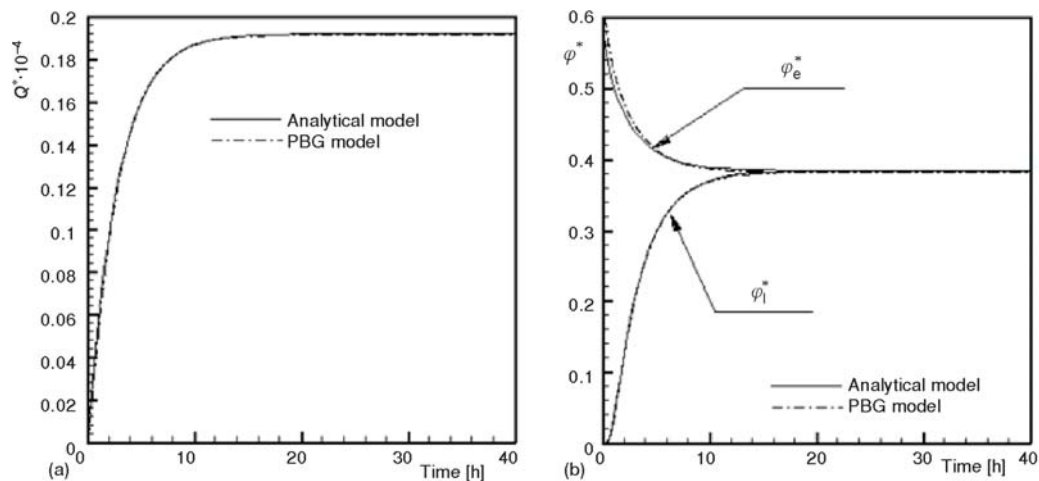 0.2
0.18
0.16
0.14
0.12
0.1
0.08
0.06
0.04
0.02
0
Q*·10⁻⁴
Analytical model
PBG model
0
10
20
30
40
(a)
Time [h]
0.6
0.5
0.4
0.3
0.2
0.1
0
φ*
φe*
φl*
Analytical model
PBG model
0
10
20
30
40
(b)
Time [h]